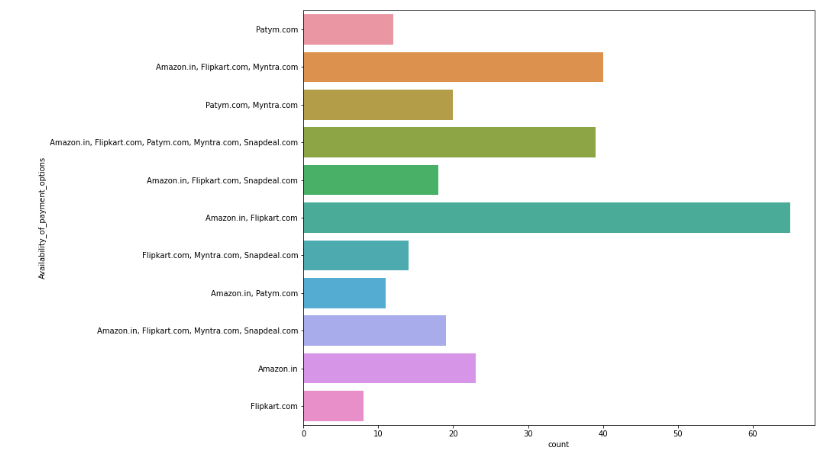 Patym.com
Amazon.in, Flipkart.com, Myntra.com
Patym.com, Myntra.com
Amazon.in, Flipkart.com, Patym.com, Myntra.com, Snapdeal.com
Amazon.in, Flipkart.com, Snapdeal.com
Amazon.in, Flipkart.com
Flipkart.com, Myntra.com, Snapdeal.com
Amazon.in, Patym.com
Amazon.in, Flipkart.com, Myntra.com, Snapdeal.com
Amazon.in
Flipkart.com
Availability_of_payment_options
0 10 20 30 40 50 60
count